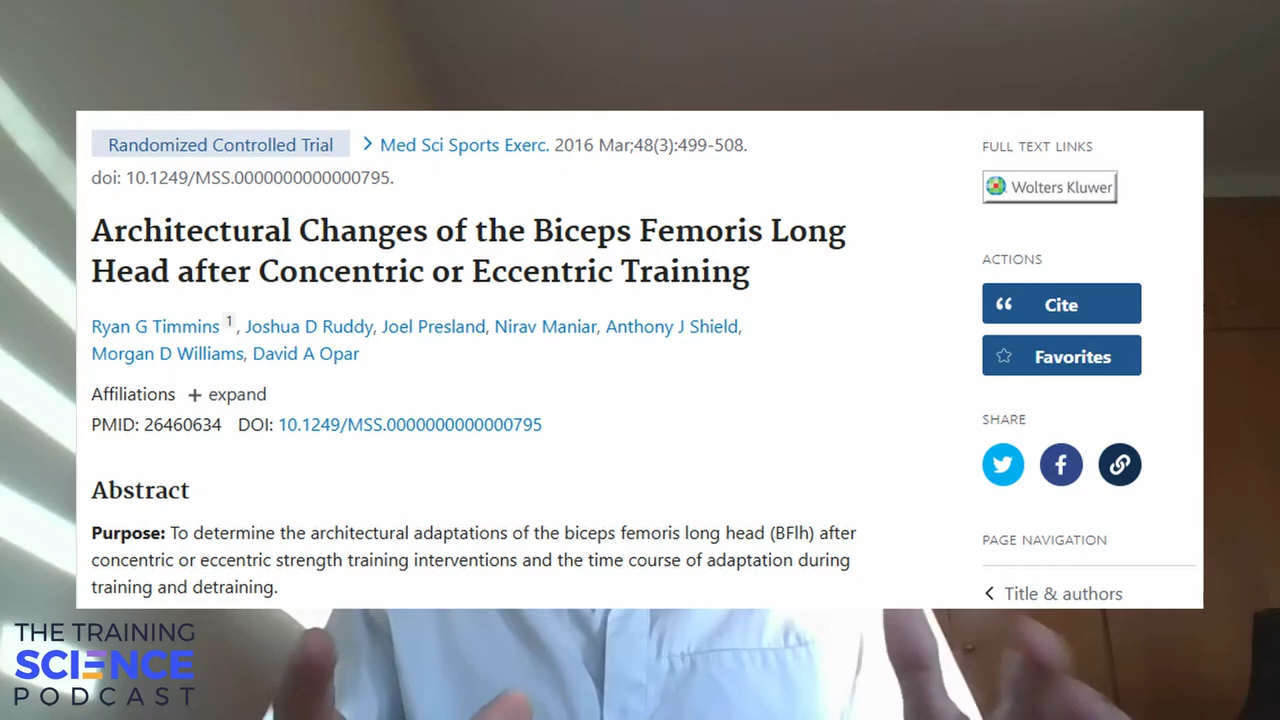 Randomized Controlled Trial > Med Sci Sports Exerc. 2016 Mar;48(3):499-508.
doi: 10.1249/MSS.0000000000000795.
Architectural Changes of the Biceps Femoris Long
Head after Concentric or Eccentric Training
Ryan G Timmins 1, Joshua D Ruddy, Joel Presland, Nirav Maniar, Anthony J Shield,
Morgan D Williams, David A Opar
Affiliations + expand
PMID: 26460634 DOI: 10.1249/MSS.0000000000000795
Abstract
Purpose: To determine the architectural adaptations of the biceps femoris long head (BFlh) after
concentric or eccentric strength training interventions and the time course of adaptation during
training and detraining.
FULL TEXT LINKS
Wolters Kluwer
ACTIONS
Cite
Favorites
SHARE
PAGE NAVIGATION
< Title & authors
THE TRAINING
SCIENCE
PODCAST